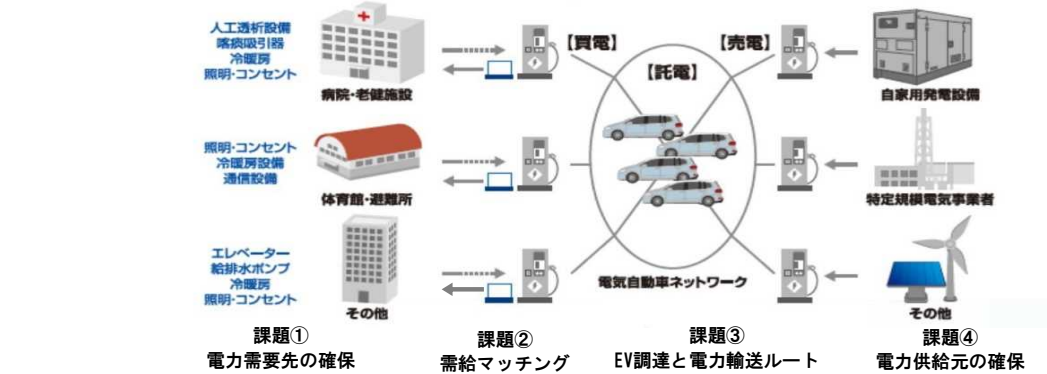 人工透析設備
喀痰吸引器
冷暖房
照明・コンセント
病院・老健施設
【買電】
【託電】
【売電】
自家用発電設備
照明・コンセント
冷暖房設備
通信設備
体育館・避難所
特定規模電気事業者
エレベーター
給排水ポンプ
冷暖房
照明・コンセント
その他
電気自動車ネットワーク
その他
課題①
電力需要先の確保
課題②
需給マッチング
課題③
EV調達と電力輸送ルート
課題④
電力供給元の確保